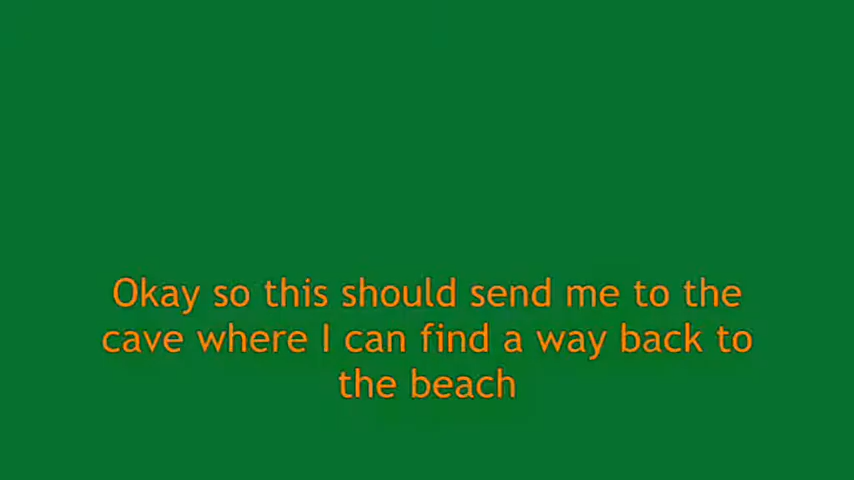 Okay so this should send me to the
cave where I can find a way back to
the beach